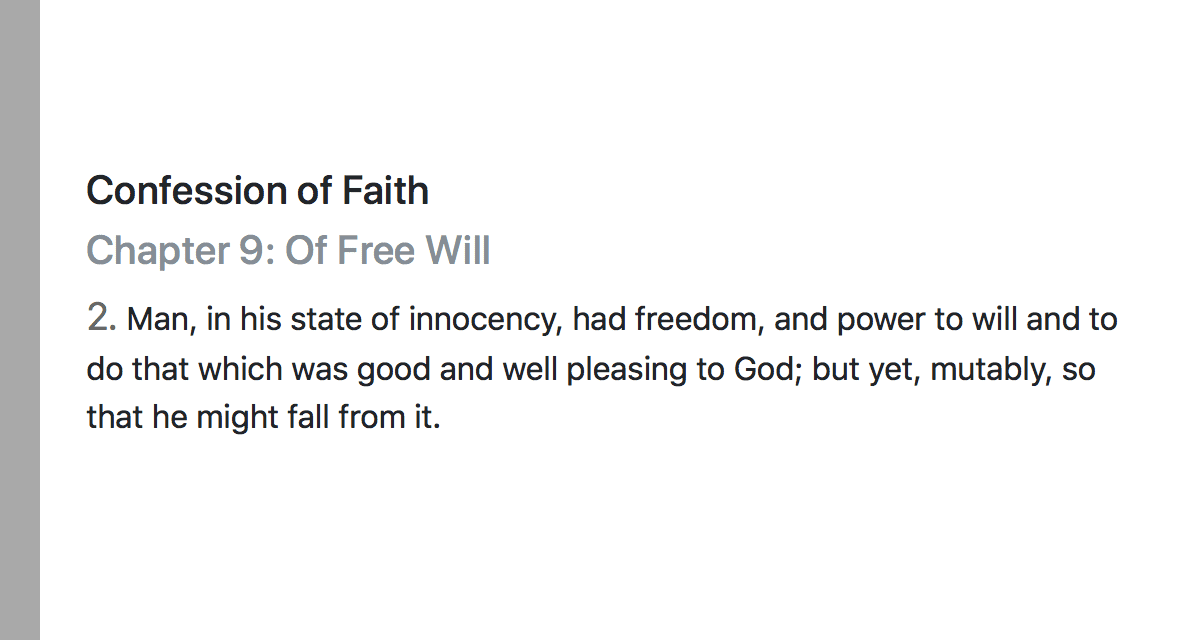 Confession of Faith
Chapter 9: Of Free Will
2. Man, in his state of innocency, had freedom, and power to will and to
do that which was good and well pleasing to God; but yet, mutably, so
that he might fall from it.